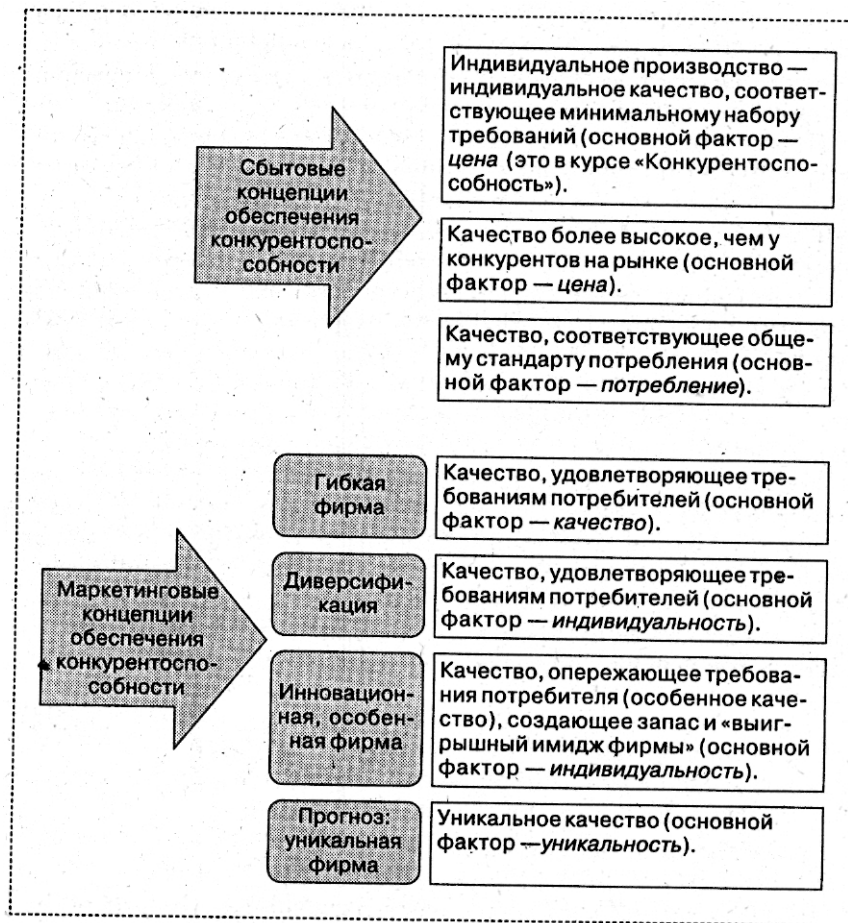 Сбытовые
концепции
обеспечения
конкурентоспо-
собности
Индивидуальное производство —
индивидуальное качество, соответ-
ствующее минимальному набору
требований (основной фактор —
цена (это в курсе «Конкурентоспо-
собность»).
Качество более высокое, чем у
конкурентов на рынке (основной
фактор — цена).
Качество, соответствующее обще-
му стандарту потребления (основ-
ной фактор — потребление).
Маркетинговые
концепции
обеспечения
конкурентоспо-
собности
Гибкая
фирма
Качество, удовлетворяющее тре-
бованиям потребителей (основной
фактор — качество).
Диверсифи-
кация
Качество, удовлетворяющее тре-
бованиям потребителей (основной
фактор — индивидуальность).
Инновацион-
ная, особен-
ная фирма
Качество, опережающее требова-
ния потребителя (особенное каче-
ство), создающее запас и «выиг-
рышный имидж фирмы» (основной
фактор — индивидуальность).
Прогноз:
уникальная
фирма
Уникальное качество (основной
фактор —уникальность).